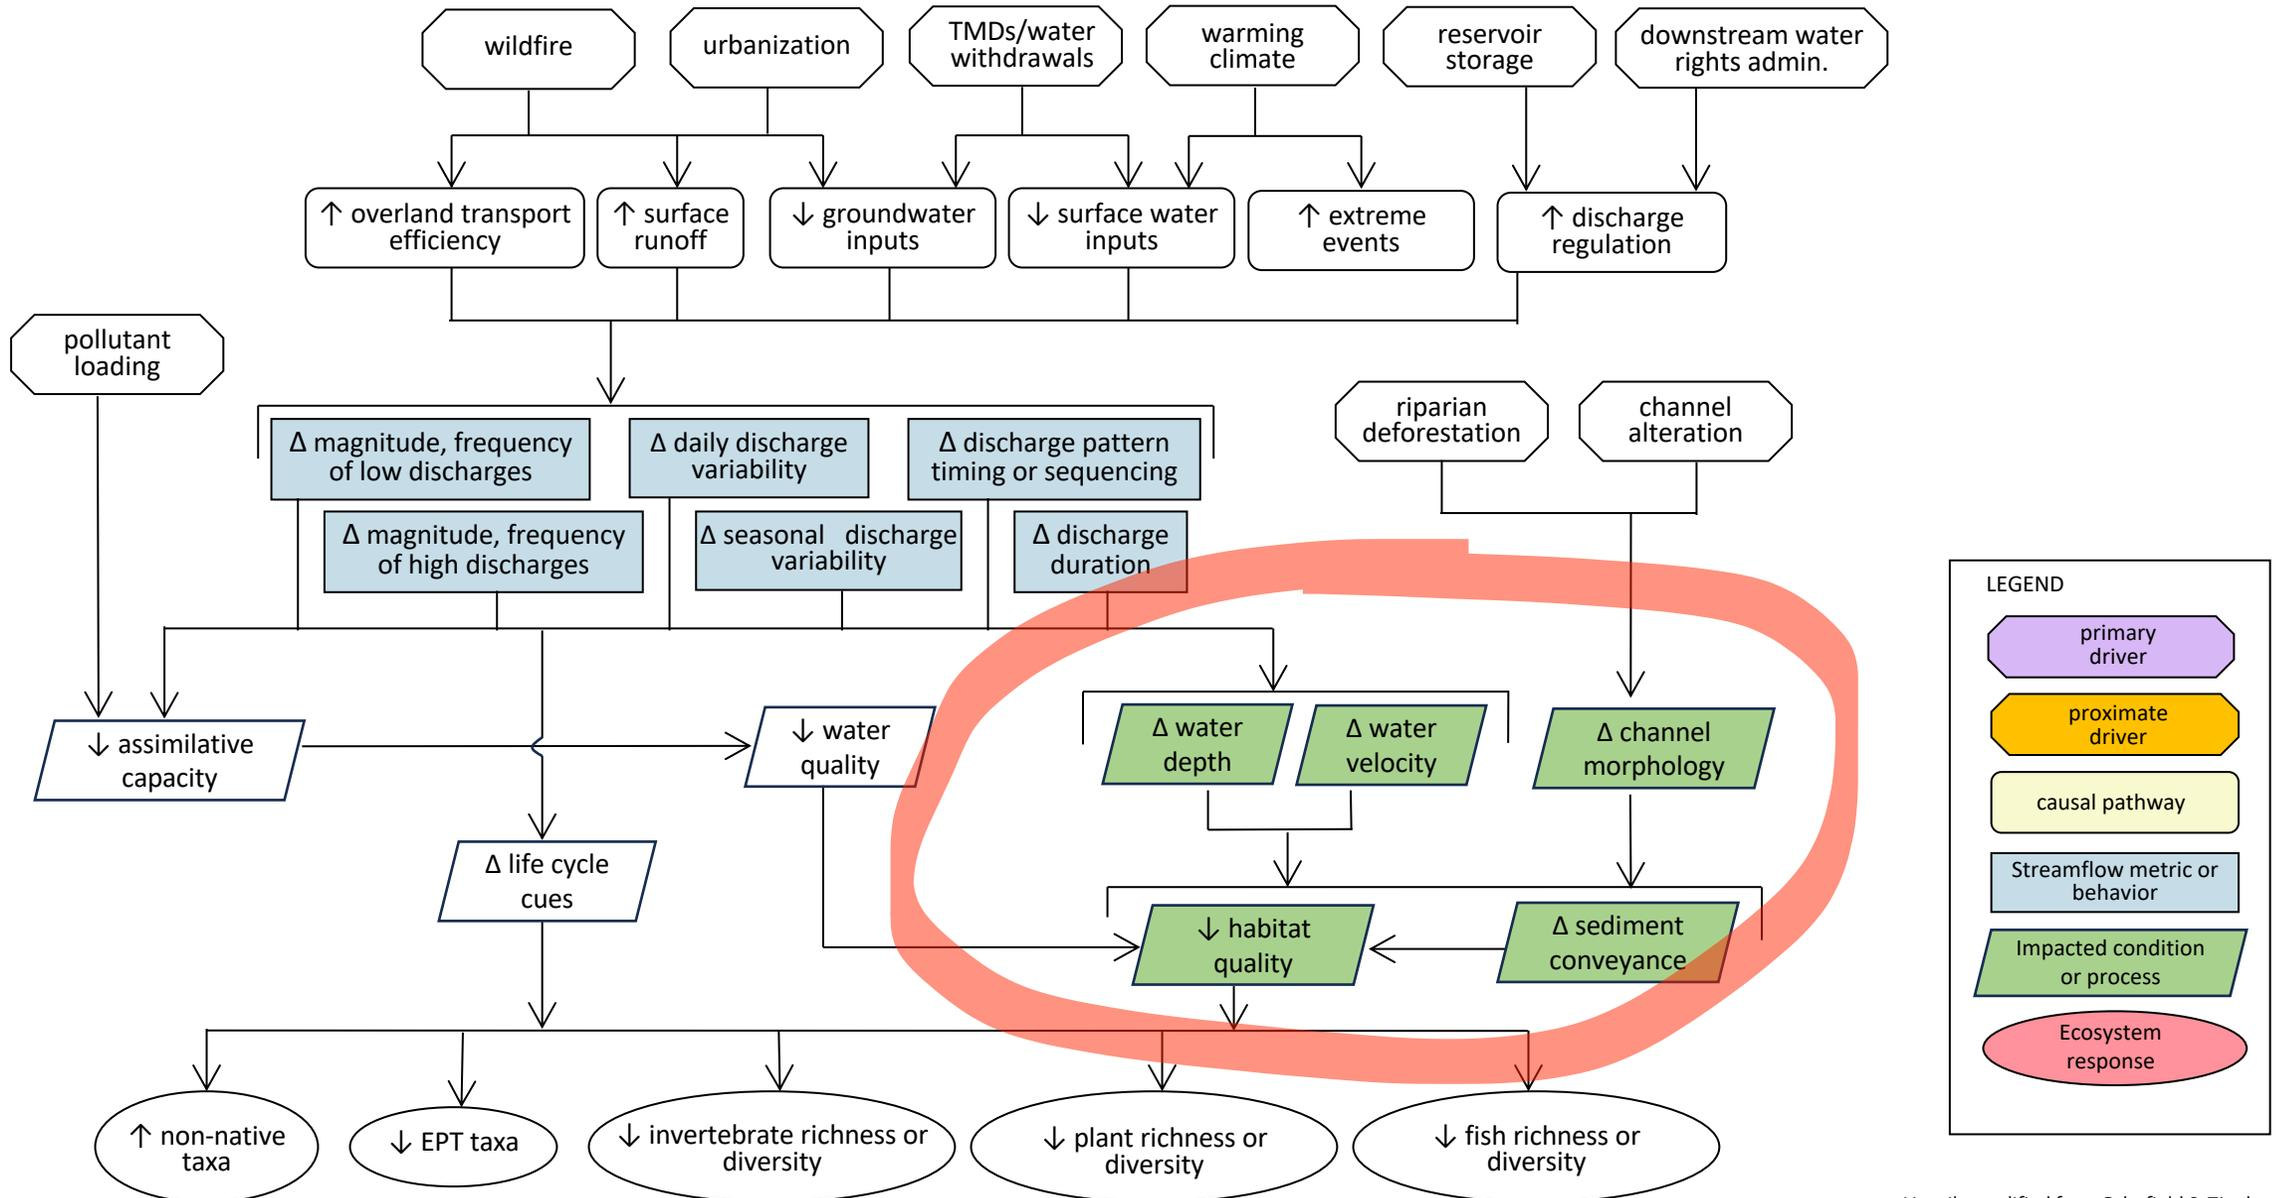 wildfire
urbanization
TMDs/water
withdrawals
warming
climate
reservoir
storage
downstream water
rights admin.
↑ overland transport
efficiency
↑ surface
runoff
↓ groundwater
inputs
↓ surface water
inputs
↑ extreme
events
↑ discharge
regulation
pollutant
loading
riparian
deforestation
channel
alteration
Δ magnitude, frequency
of low discharges
Δ daily discharge
variability
Δ discharge pattern
timing or sequencing
Δ magnitude, frequency
of high discharges
Δ seasonal discharge
variability
Δ discharge
duration
↓ assimilative
capacity
↓ water
quality
Δ water
depth
Δ water
velocity
Δ channel
morphology
Δ life cycle
cues
↓ habitat
quality
Δ sediment
conveyance
↑ non-native
taxa
↓ EPT taxa
↓ invertebrate richness or
diversity
↓ plant richness or
diversity
↓ fish richness or
diversity
LEGEND
primary
driver
proximate
driver
causal pathway
Streamflow metric or
behavior
Impacted condition
or process
Ecosystem
response